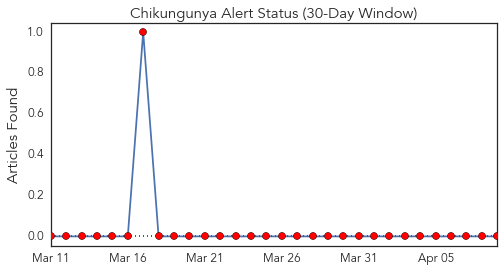 Chikungunya Alert Status (30-Day Window)
Articles Found
1.0
0.8
0.6
0.4
0.2
0.0
Mar 11 Mar 16 Mar 21 Mar 26 Mar 31 Apr 05